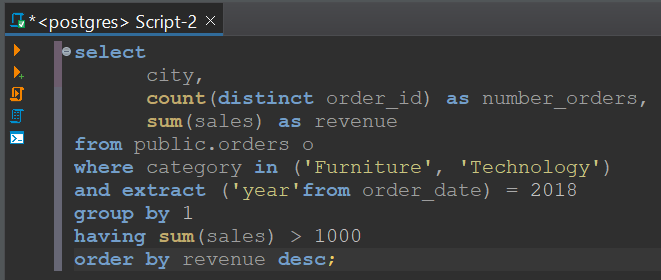 *<postgres> Script-2
select
city,
count(distinct order_id) as number_orders,
sum(sales) as revenue
from public.orders o
where category in ('Furniture', 'Technology')
and extract ('year'from order_date) = 2018
group by 1
having sum(sales) > 1000
order by revenue desc;